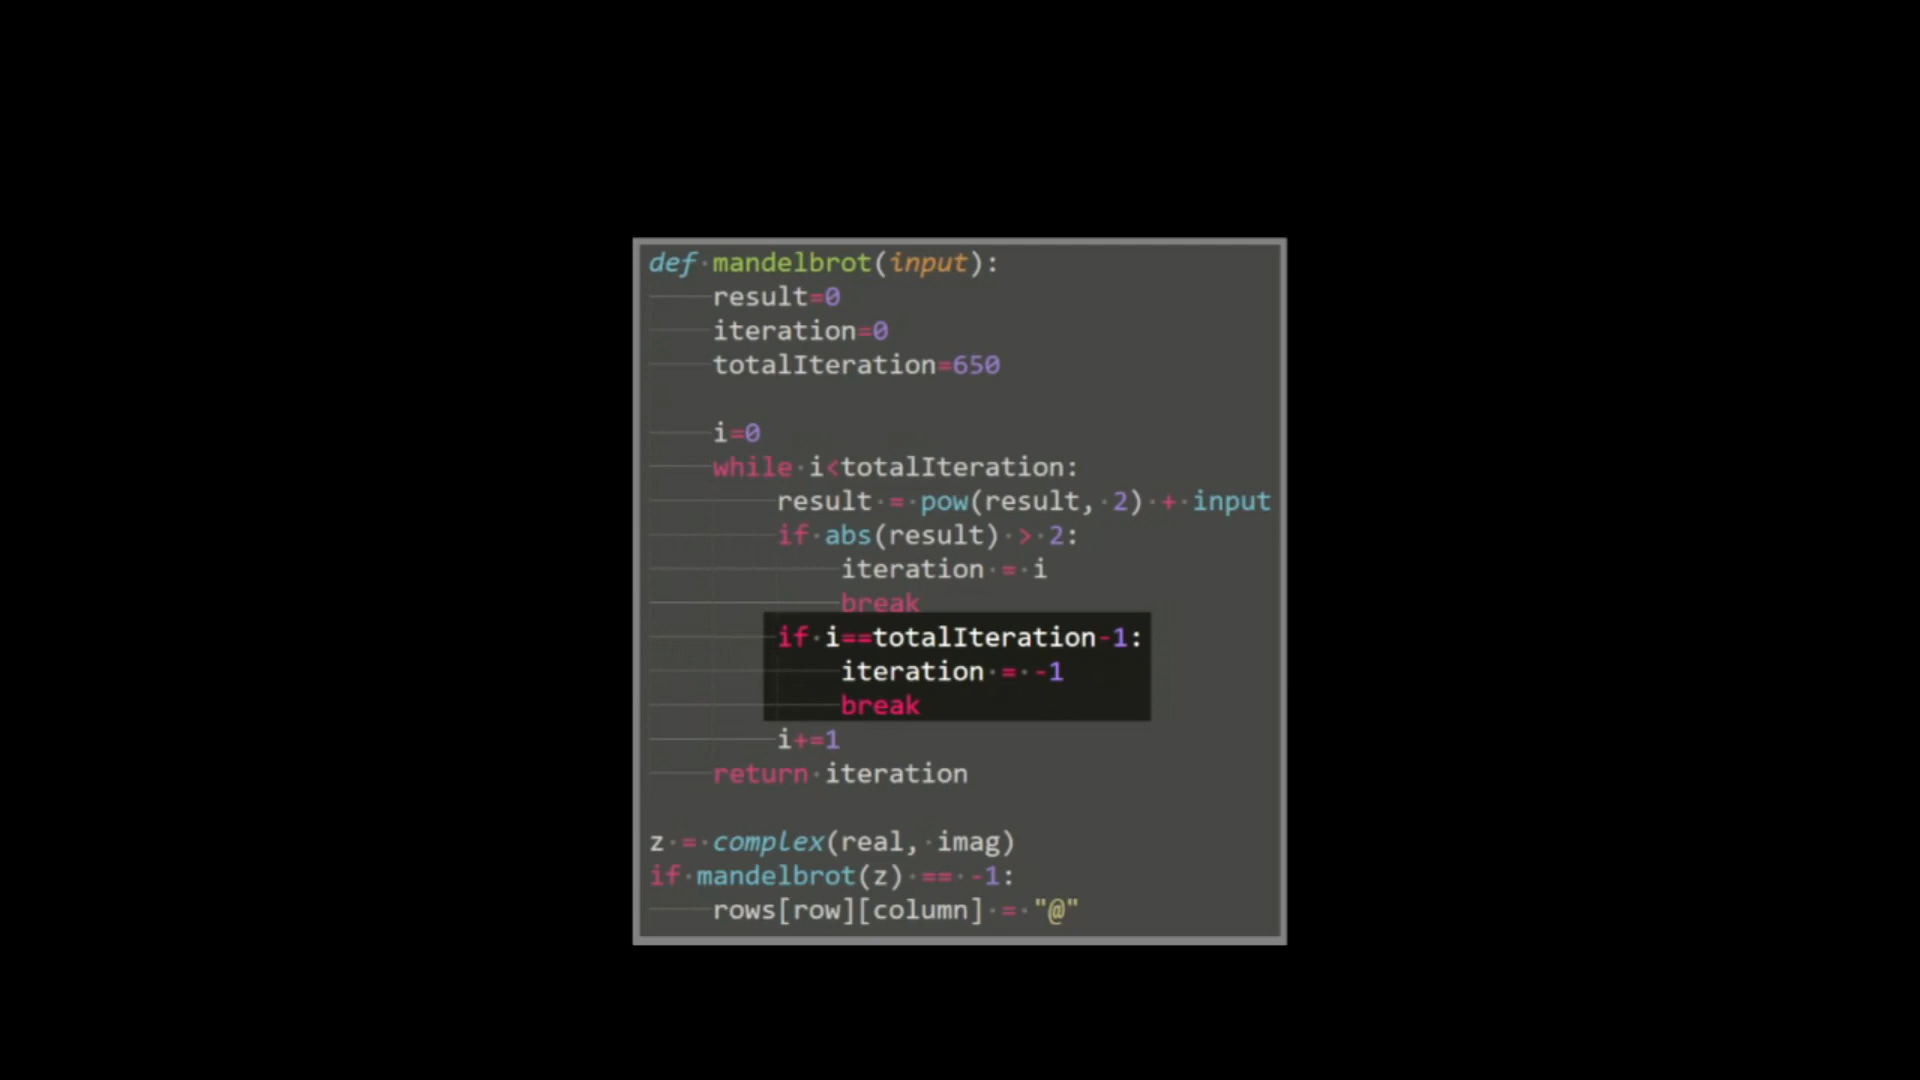 def mandelbrot(input):
    result=0
    iteration=0
    totalIteration=650

    i=0
    while i<totalIteration:
        result = pow(result, 2) + input
        if abs(result) > 2:
            iteration = i
            break
        if i==totalIteration-1:
            iteration = -1
            break
        i+=1
    return iteration

z = complex(real, imag)
if mandelbrot(z) == -1:
    rows[row][column] = "@"